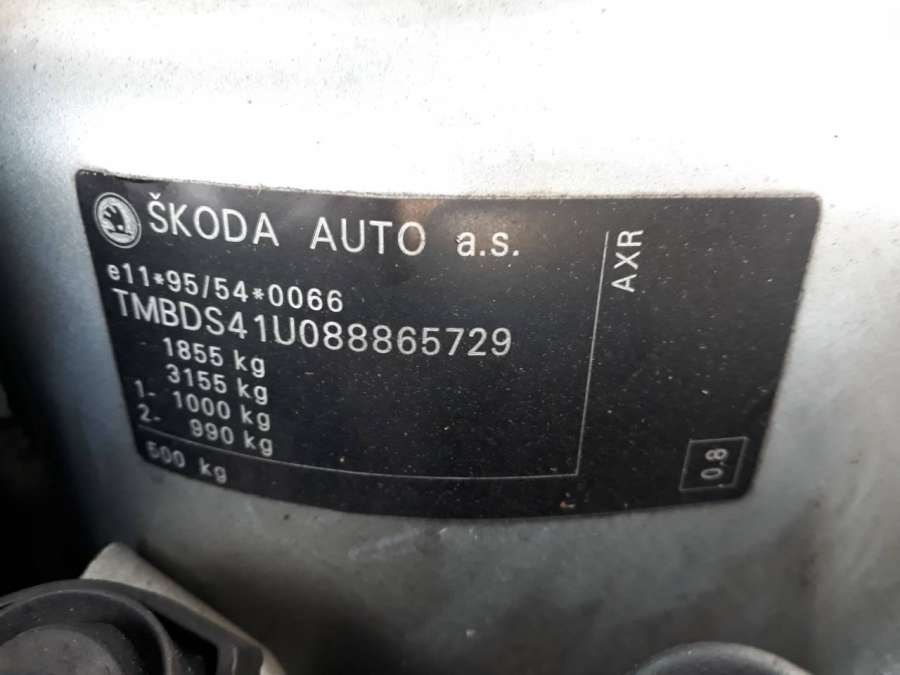 ŠKODA AUTO a.s.
e11*95/54*0066
TMBDS41U088865729
1855 kg
3155 kg
1- 1000 kg
2- 990 kg
500 kg
AXR
0.8